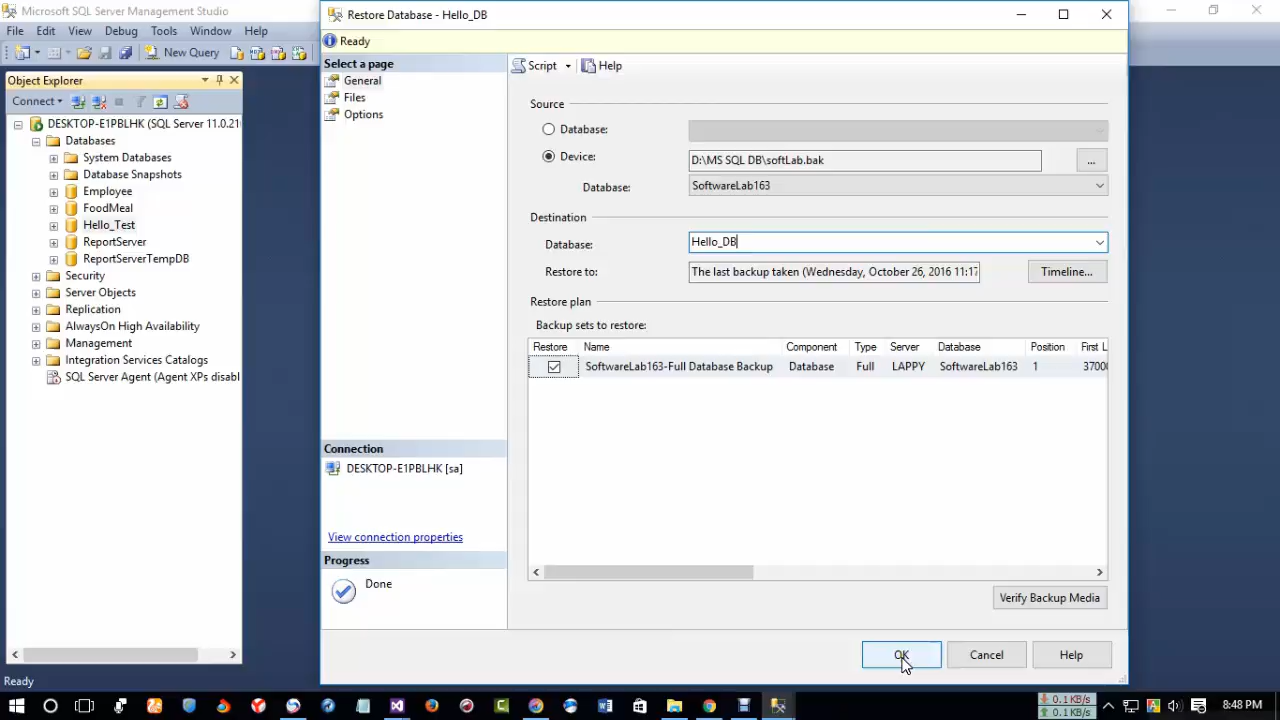 Microsoft SQL Server Management Studio
File Edit View Debug Tools Window Help
New Query
Object Explorer
Connect
DESKTOP-E1PBLHK (SQL Server 11.0.210
Databases
System Databases
Database Snapshots
Employee
FoodMeal
Hello_Test
ReportServer
ReportServerTempDB
Security
Server Objects
Replication
AlwaysOn High Availability
Management
Integration Services Catalogs
SQL Server Agent (Agent XPs disabl
Ready
Restore Database - Hello_DB
Ready
Select a page
General
Files
Options
Connection
DESKTOP-E1PBLHK [sa]
View connection properties
Progress
Done
Script Help
Source
Database:
Device: D:\MS SQL DB\softLab.bak ...
Database: SoftwareLab163
Destination
Database: Hello_DB
Restore to: The last backup taken (Wednesday, October 26, 2016 11:17 Timeline...
Restore plan
Backup sets to restore:
Restore Name Component Type Server Database Position First L
SoftwareLab163-Full Database Backup Database Full LAPPY SoftwareLab163 1 37000
Verify Backup Media
OK Cancel Help
0.1 KB/s
0.1 KB/s
8:48 PM